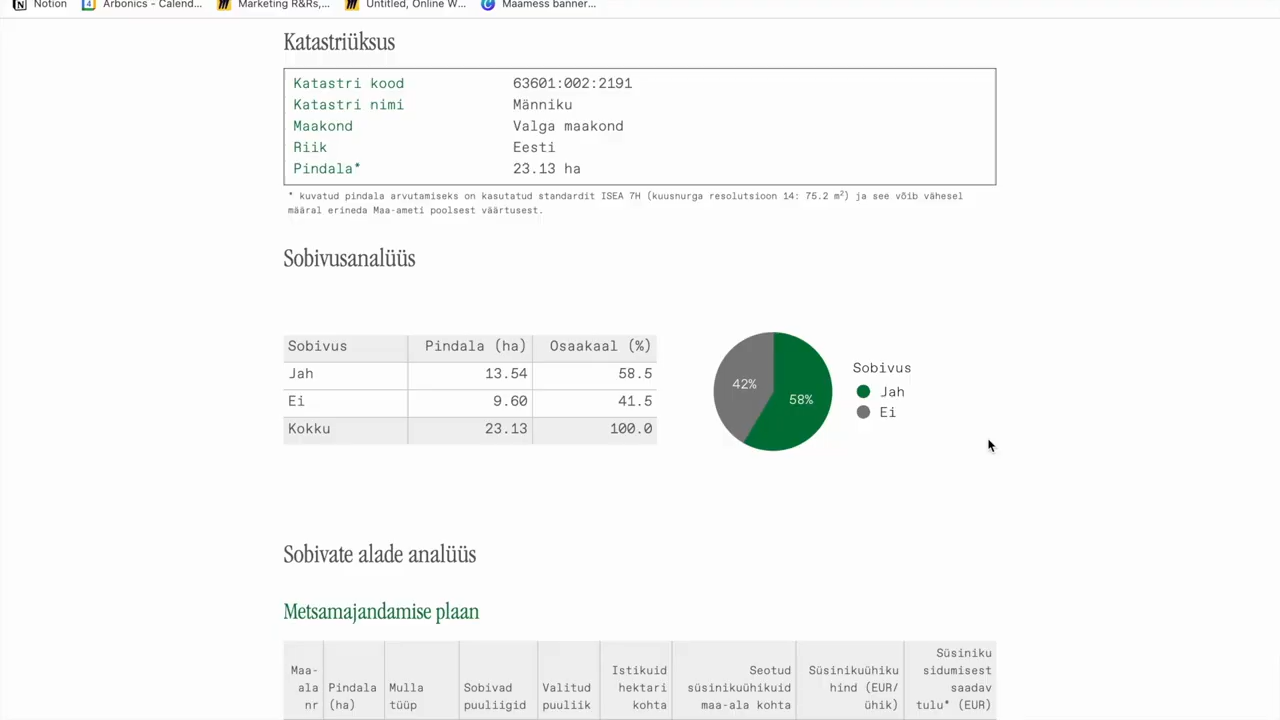 Notion
Arbonics - Calend...
Marketing R&Rs,...
Untitled, Online W...
Maamess banner...
Katastriüksus
Katastri kood 63601:002:2191
Katastri nimi Männiku
Maakond Valga maakond
Riik Eesti
Pindala* 23.13 ha
* kuvatud pindala arvutamiseks on kasutatud standardit ISEA 7H (kuusnurga resolutsioon 14: 75.2 m²) ja see võib vähesel
määral erineda Maa-ameti poolsest väärtusest.
Sobivusanalüüs
Sobivus Pindala (ha) Osaakaal (%)
Jah 13.54 58.5
Ei 9.60 41.5
Kokku 23.13 100.0
42%
58%
Sobivus
Jah
Ei
Sobivate alade analüüs
Metsamajandamise plaan
Maa-
ala
nr
Pindala
(ha)
Mulla
tüüp
Sobivad
puuliigid
Valitud
puuliik
Istikuid
hektari
kohta
Seotud
süsinikuühikuid
maa-ala kohta
Süsinikuühiku
hind (EUR/
ühik)
Süsiniku
sidumisest
saadav
tulu* (EUR)